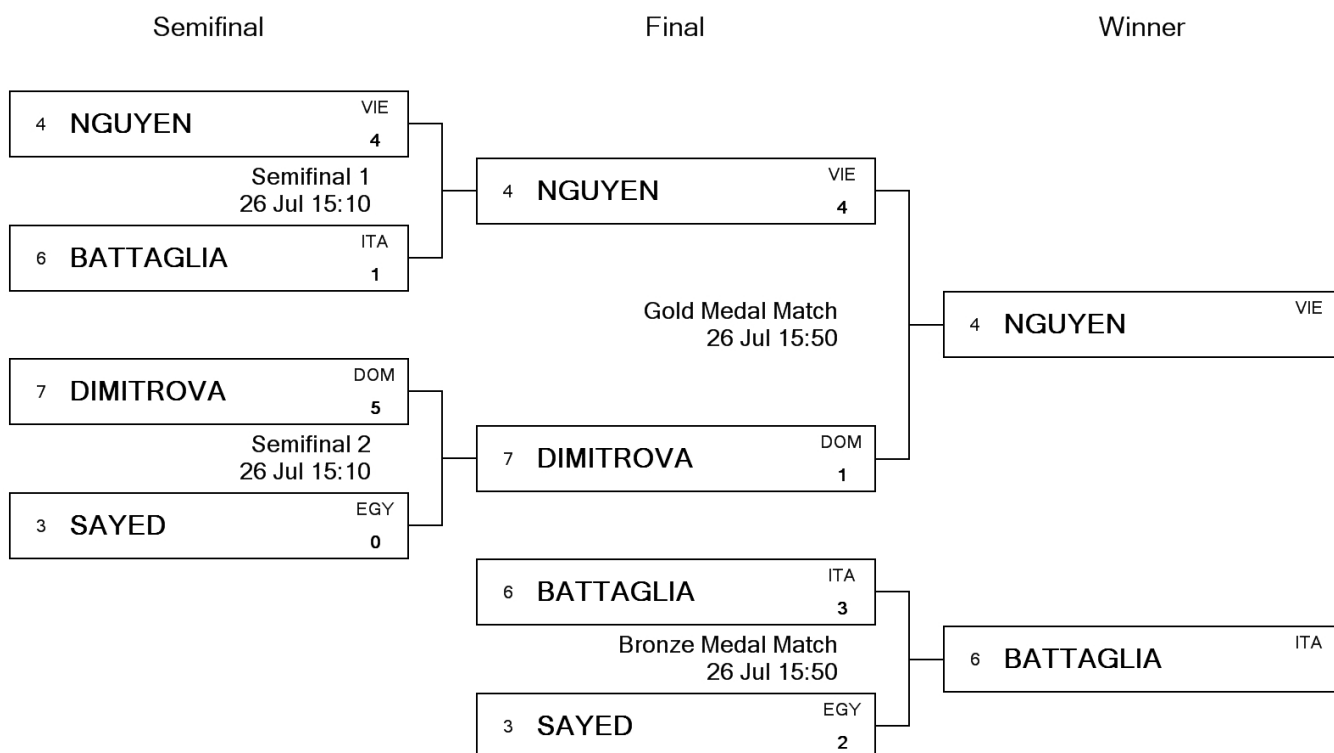 Semifinal Final Winner
4 NGUYEN VIE
4
Semifinal 1
26 Jul 15:10
6 BATTAGLIA ITA
1
4 NGUYEN VIE
4
Gold Medal Match
26 Jul 15:50
4 NGUYEN VIE
7 DIMITROVA DOM
5
Semifinal 2
26 Jul 15:10
3 SAYED EGY
0
7 DIMITROVA DOM
1
6 BATTAGLIA ITA
3
Bronze Medal Match
26 Jul 15:50
3 SAYED EGY
2
6 BATTAGLIA ITA